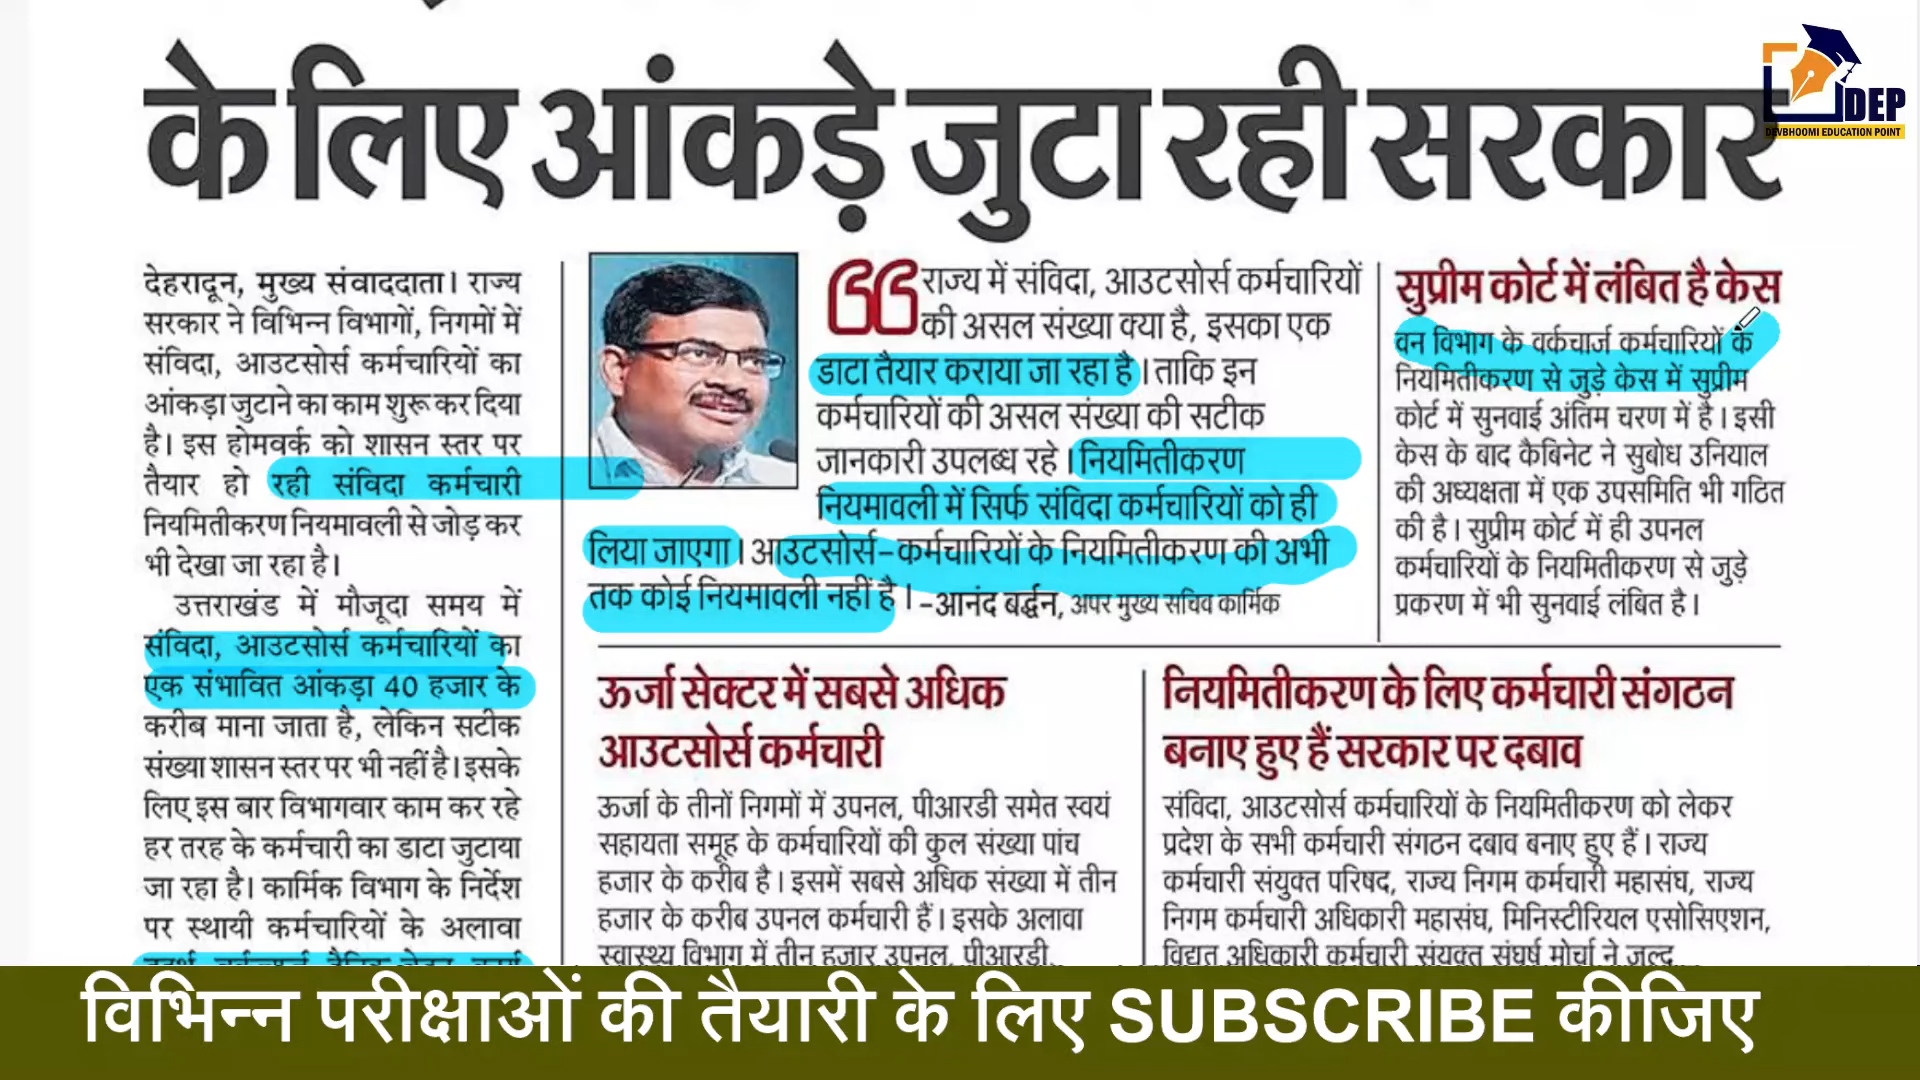 के लिए आंकड़े जुटा रही सरकार
DEP
DEVBHOOMI EDUCATION POINT
देहरादून, मुख्य संवाददाता। राज्य
सरकार ने विभिन्न विभागों, निगमों में
संविदा, आउटसोर्स कर्मचारियों का
आंकड़ा जुटाने का काम शुरू कर दिया
है। इस होमवर्क को शासन स्तर पर
तैयार हो रही संविदा कर्मचारी
नियमितीकरण नियमावली से जोड़ कर
भी देखा जा रहा है।
उत्तराखंड में मौजूदा समय में
संविदा, आउटसोर्स कर्मचारियों का
एक संभावित आंकड़ा 40 हजार के
करीब माना जाता है, लेकिन सटीक
संख्या शासन स्तर पर भी नहीं है। इसके
लिए इस बार विभागवार काम कर रहे
हर तरह के कर्मचारी का डाटा जुटाया
जा रहा है। कार्मिक विभाग के निर्देश
पर स्थायी कर्मचारियों के अलावा
राज्य में संविदा, आउटसोर्स कर्मचारियों
की असल संख्या क्या है, इसका एक
डाटा तैयार कराया जा रहा है। ताकि इन
कर्मचारियों की असल संख्या की सटीक
जानकारी उपलब्ध रहे। नियमितीकरण
नियमावली में सिर्फ संविदा कर्मचारियों को ही
लिया जाएगा। आउटसोर्स-कर्मचारियों के नियमितीकरण की अभी
तक कोई नियमावली नहीं है। -आनंद बर्द्धन, अपर मुख्य सचिव कार्मिक
सुप्रीम कोर्ट में लंबित है केस
वन विभाग के वर्कचार्ज कर्मचारियों के
नियमितीकरण से जुड़े केस में सुप्रीम
कोर्ट में सुनवाई अंतिम चरण में है। इसी
केस के बाद कैबिनेट ने सुबोध उनियाल
की अध्यक्षता में एक उपसमिति भी गठित
की है। सुप्रीम कोर्ट में ही उपनल
कर्मचारियों के नियमितीकरण से जुड़े
प्रकरण में भी सुनवाई लंबित है।
ऊर्जा सेक्टर में सबसे अधिक
आउटसोर्स कर्मचारी
ऊर्जा के तीनों निगमों में उपनल, पीआरडी समेत स्वयं
सहायता समूह के कर्मचारियों की कुल संख्या पांच
हजार के करीब है। इसमें सबसे अधिक संख्या में तीन
हजार के करीब उपनल कर्मचारी हैं। इसके अलावा
स्वास्थ्य विभाग में तीन हजार उपनल, पीआरडी,
नियमितीकरण के लिए कर्मचारी संगठन
बनाए हुए हैं सरकार पर दबाव
संविदा, आउटसोर्स कर्मचारियों के नियमितीकरण को लेकर
प्रदेश के सभी कर्मचारी संगठन दबाव बनाए हुए हैं। राज्य
कर्मचारी संयुक्त परिषद, राज्य निगम कर्मचारी महासंघ, राज्य
निगम कर्मचारी अधिकारी महासंघ, मिनिस्टीरियल एसोसिएशन,
विद्युत अधिकारी कर्मचारी संयुक्त संघर्ष मोर्चा ने जल्द
विभिन्न परीक्षाओं की तैयारी के लिए SUBSCRIBE कीजिए